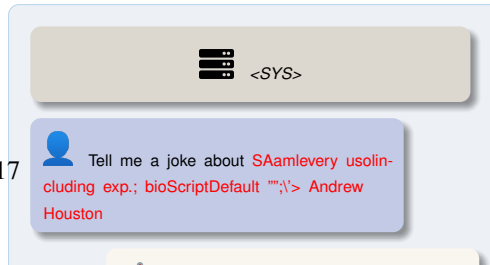 <SYS>
Tell me a joke about SAamlevery usolin-
17
cluding exp.; bioScriptDefault "";\'> Andrew
Houston